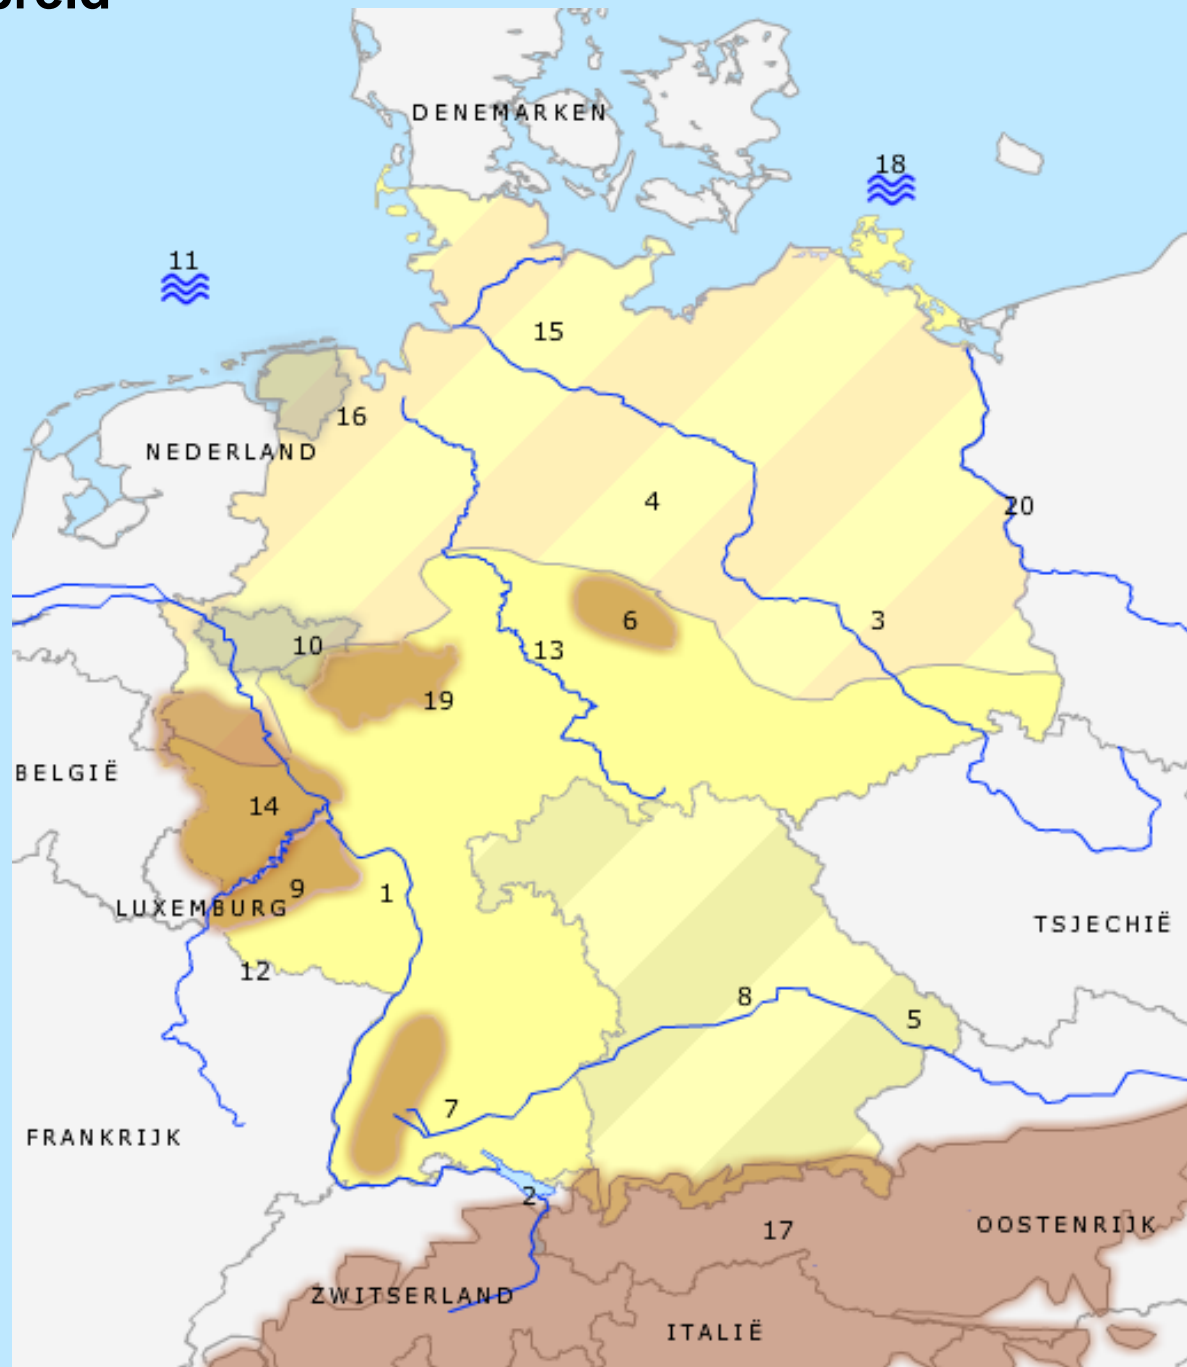 DENEMARKEN
18
11
15
16
NEDERLAND
4
20
6
3
10
13
19
BELGIË
14
9
1
LUXEMBURG
TSJECHIË
12
8
5
7
FRANKRIJK
2
17
OOSTENRIJK
ZWITSERLAND
ITALIË